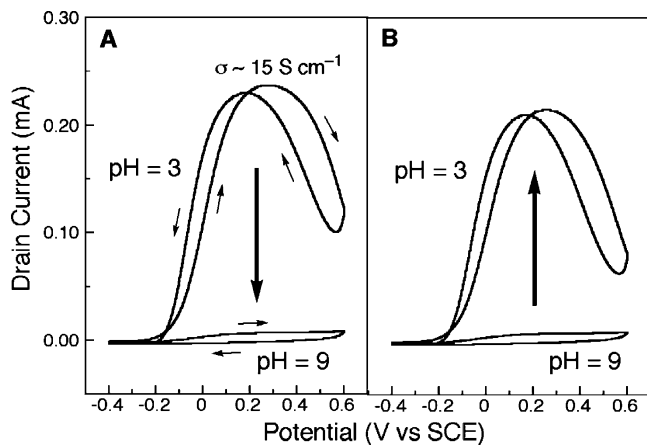 A
B
σ ~ 15 S cm⁻¹
pH = 3
pH = 3
pH = 9
pH = 9
Drain Current (mA)
0.30
0.20
0.10
0.00
-0.4 -0.2 0 0.2 0.4 0.6
-0.4 -0.2 0 0.2 0.4 0.6
Potential (V vs SCE)